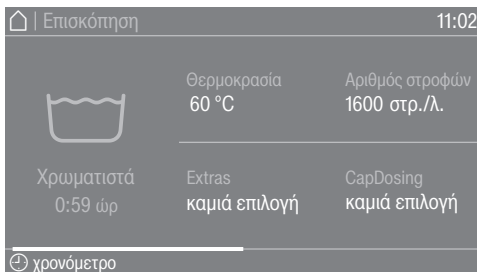 | Επισκόπηση 11:02
Θερμοκρασία Αριθμός στροφών
60 °C 1600 στρ./λ.
Χρωματιστά Extras CapDosing
0:59 ώρ καμιά επιλογή καμιά επιλογή
χρονόμετρο